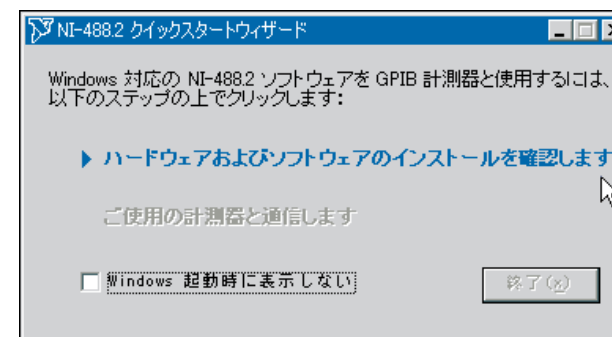 NI-488.2 クイックスタートウィザード
Windows 対応の NI-488.2 ソフトウェアを GPIB 計測器と使用するには、
以下のステップの上でクリックします:
ハードウェアおよびソフトウェアのインストールを確認します
ご使用の計測器と通信します
Windows 起動時に表示しない
終了(x)